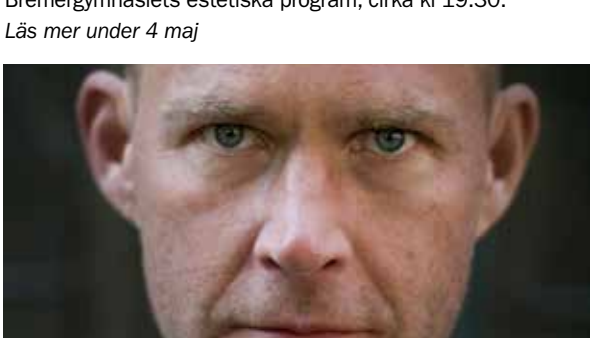 Bremergymnasiets estetiska program, cirka kl 19.30.
Läs mer under 4 maj